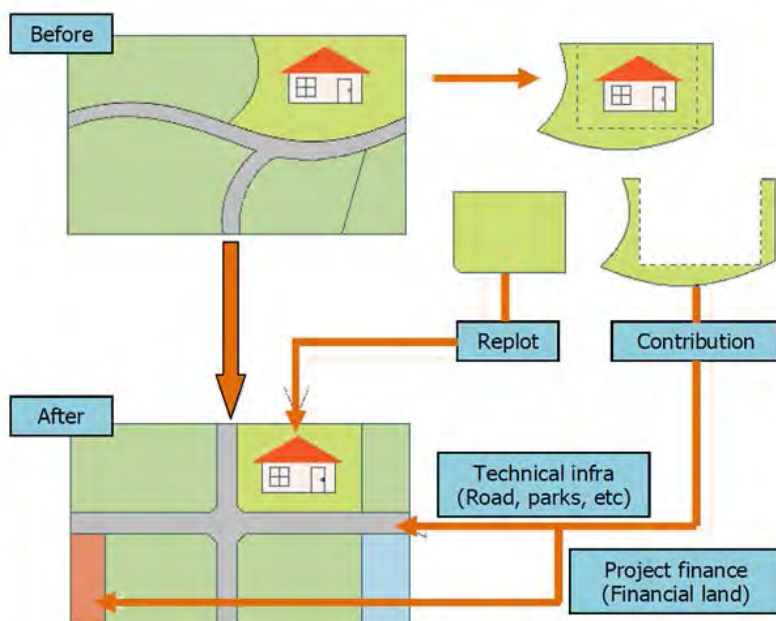 Before
Replot
Contribution
After
Technical infra
(Road, parks, etc)
Project finance
(Financial land)